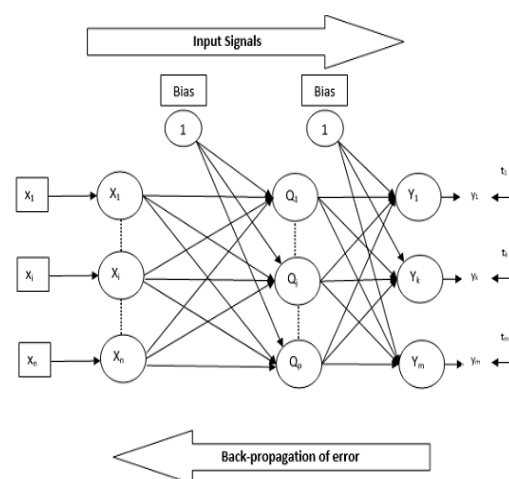 Input Signals
Bias
Bias
1
1
x₁
X₁
Q₁
Y₁
y₁
t₁
xᵢ
Xᵢ
Qⱼ
Yₖ
yₖ
tₖ
xₙ
Xₙ
Yₘ
yₘ
tₘ
Back-propagation of error